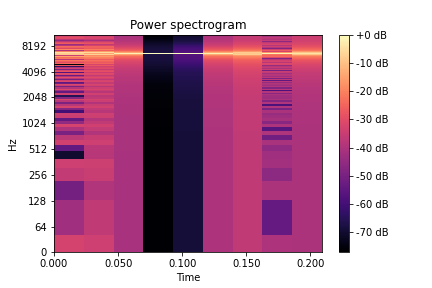 Power spectrogram
8192
4096
2048
1024
512
256
128
64
0
Hz
0.000 0.050 0.100 0.150 0.200
Time
+0 dB
-10 dB
-20 dB
-30 dB
-40 dB
-50 dB
-60 dB
-70 dB